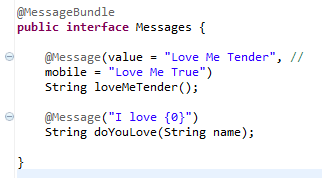 @MessageBundle
public interface Messages {
@Message(value = "Love Me Tender", //
mobile = "Love Me True")
String loveMeTender();
@Message("I love {0}")
String doYouLove(String name);
}